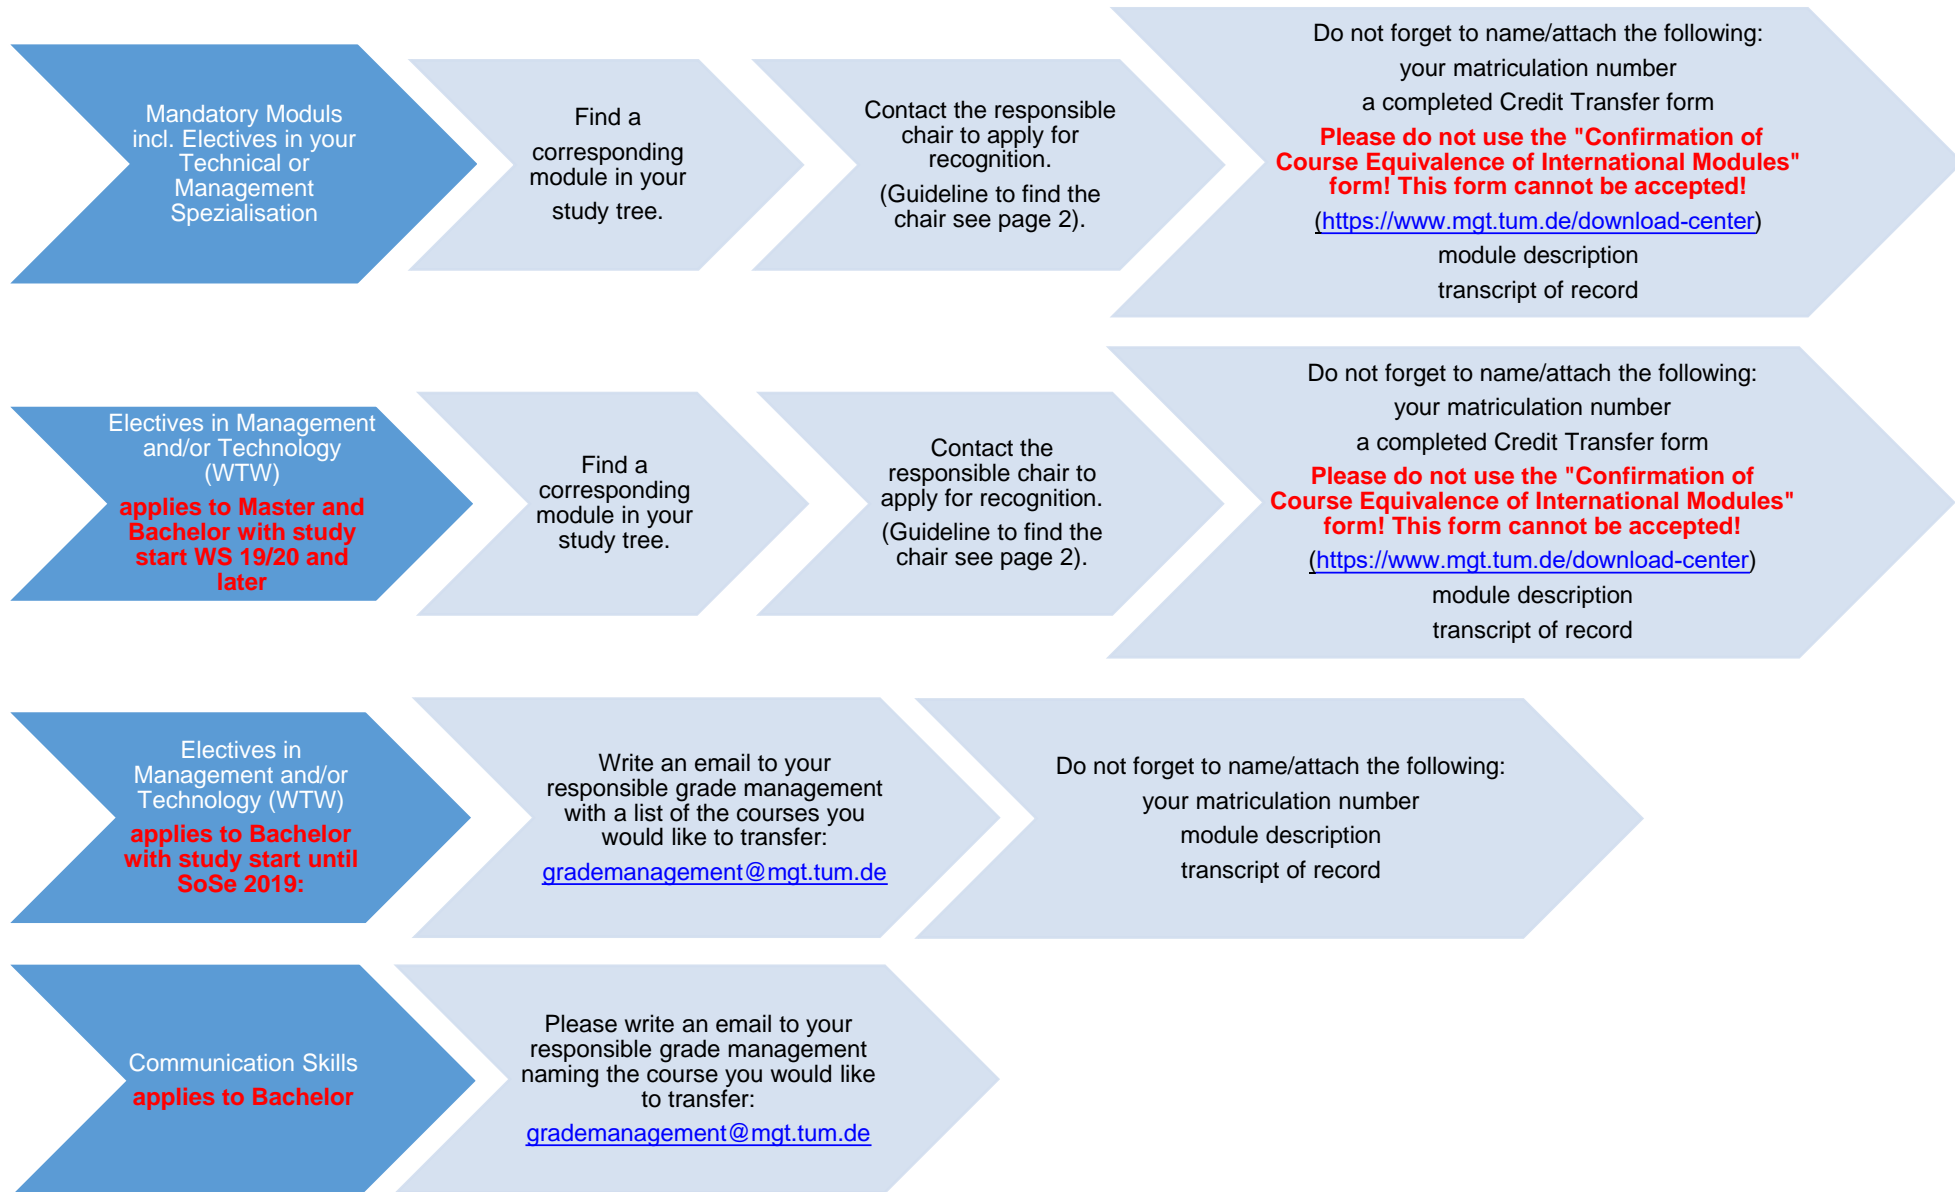 Mandatory Moduls
incl. Electives in your
Technical or
Management
Spezialisation
Find a
corresponding
module in your
study tree.
Contact the responsible
chair to apply for
recognition.
(Guideline to find the
chair see page 2).
Do not forget to name/attach the following:
your matriculation number
a completed Credit Transfer form
Please do not use the "Confirmation of
Course Equivalence of International Modules"
form! This form cannot be accepted!
(https://www.mgt.tum.de/download-center)
module description
transcript of record
Electives in Management
and/or Technology
(WTW)
applies to Master and
Bachelor with study
start WS 19/20 and
later
Find a
corresponding
module in your
study tree.
Contact the
responsible chair to
apply for recognition.
(Guideline to find the
chair see page 2).
Do not forget to name/attach the following:
your matriculation number
a completed Credit Transfer form
Please do not use the "Confirmation of
Course Equivalence of International Modules"
form! This form cannot be accepted!
(https://www.mgt.tum.de/download-center)
module description
transcript of record
Electives in
Management and/or
Technology (WTW)
applies to Bachelor
with study start until
SoSe 2019:
Write an email to your
responsible grade management
with a list of the courses you
would like to transfer:
grademanagement@mgt.tum.de
Do not forget to name/attach the following:
your matriculation number
module description
transcript of record
Communication Skills
applies to Bachelor
Please write an email to your
responsible grade management
naming the course you would like
to transfer:
grademanagement@mgt.tum.de